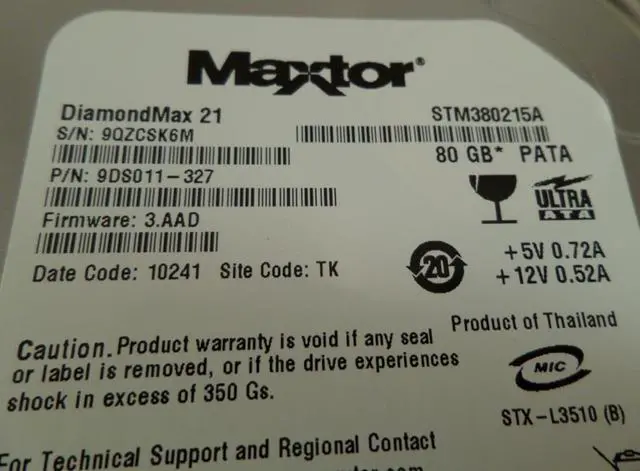 Maxtor®
DiamondMax 21
STM380215A
S/N: 9QZCSK6M
80 GB* PATA
P/N: 9DS011-327
ULTRA
ATA
Firmware: 3.AAD
+5V 0.72A
20
+12V 0.52A
Date Code: 10241 Site Code: TK
Product of Thailand
Caution. Product warranty is void if any seal
or label is removed, or if the drive experiences
shock in excess of 350 Gs.
MIC
STX-L3510 (B)
For Technical Support and Regional Contact